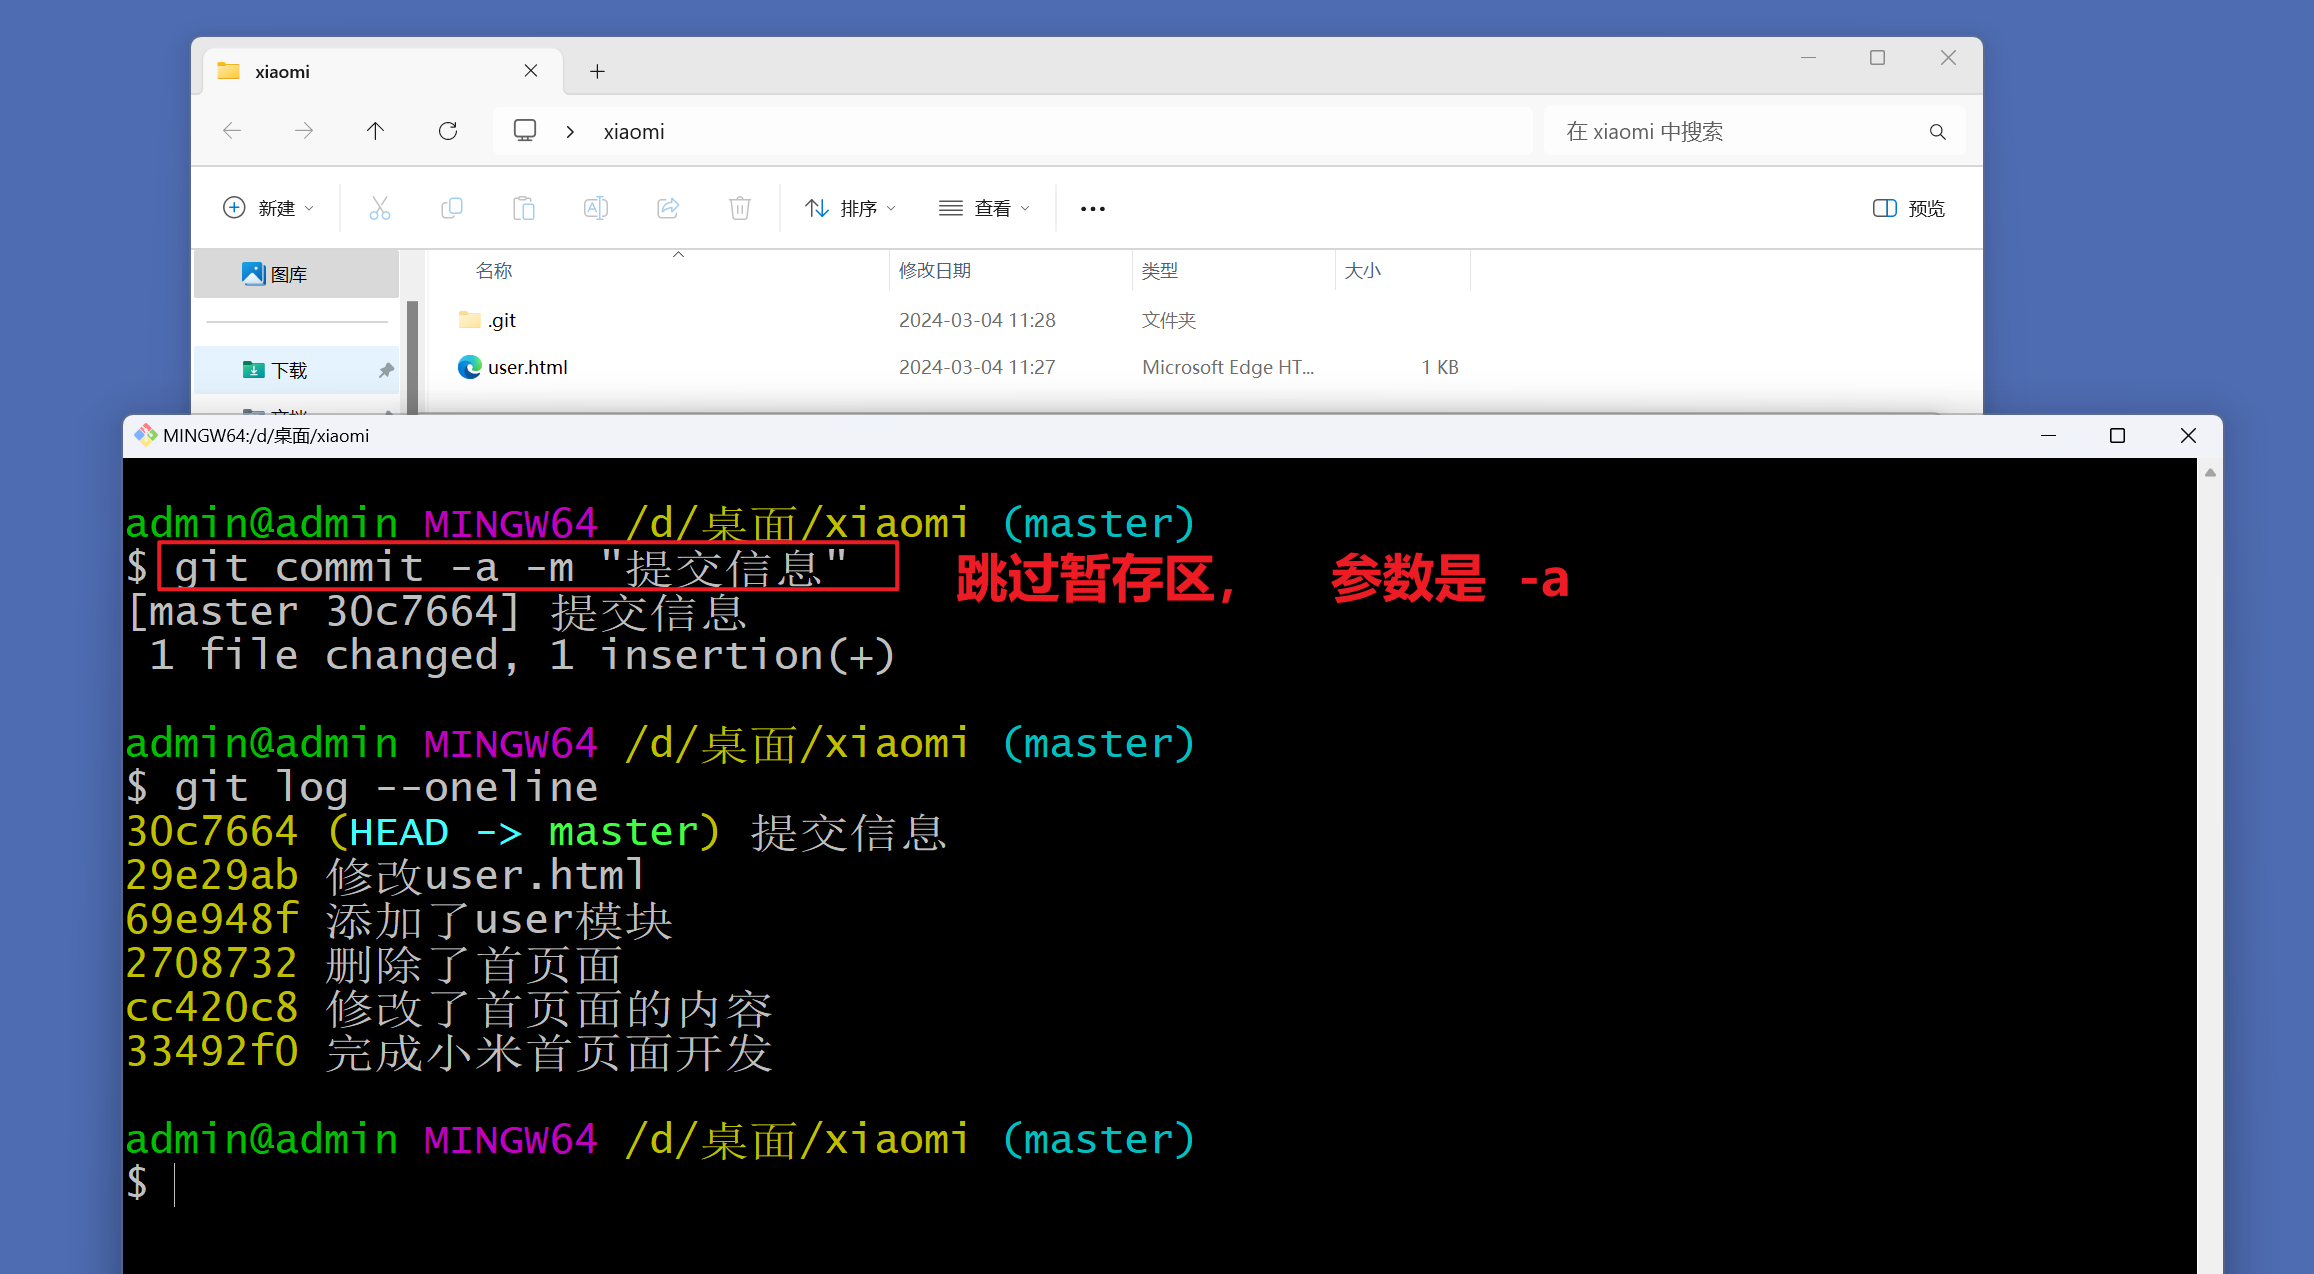 xiaomi
xiaomi
在 xiaomi 中搜索
新建
排序
查看
预览
图库
名称
修改日期
类型
大小
.git
2024-03-04 11:28
文件夹
下载
user.html
2024-03-04 11:27
Microsoft Edge HT...
1 KB
MINGW64:/d/桌面/xiaomi
admin@admin MINGW64 /d/桌面/xiaomi (master)
$ git commit -a -m "提交信息"
跳过暂存区， 参数是 -a
[master 30c7664] 提交信息
1 file changed, 1 insertion(+)
admin@admin MINGW64 /d/桌面/xiaomi (master)
$ git log --oneline
30c7664 (HEAD -> master) 提交信息
29e29ab 修改user.html
69e948f 添加了user模块
2708732 删除了首页面
cc420c8 修改了首页面的内容
33492f0 完成小米首页面开发
admin@admin MINGW64 /d/桌面/xiaomi (master)
$